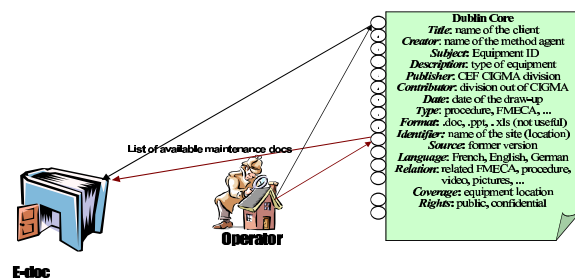 Dublin Core
Title: name of the client
Creator: name of the method agent
Subject: Equipment ID
Description: type of equipment
Publisher: CEF CIGMA division
Contributor: division out of CIGMA
Date: date of the draw-up
Type: procedure, FMECA, ...
Format: .doc, .ppt, . xls (not useful)
Identifier: name of the site (location)
Source: former version
Language: French, English, German
Relation: related FMECA, procedure,
video, pictures, ...
Coverage: equipment location
Rights: public, confidential
List of available maintenance docs
Operator
E-doc